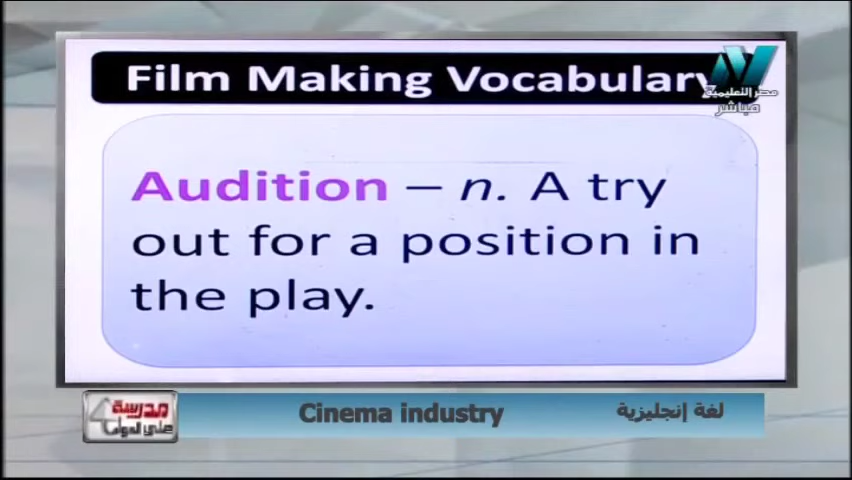 Film Making Vocabulary
مصر التعليمية
مباشر
Audition – n. A try
out for a position in
the play.
مدرسة
على الهواء
Cinema industry
لغة إنجليزية